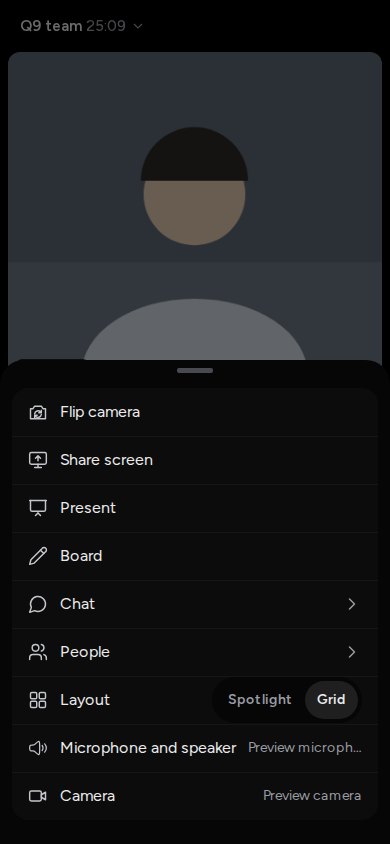 Q9 team 25:09
Flip camera
Share screen
Present
Board
Chat
People
Layout Spotlight Grid
Microphone and speaker Preview microph...
Camera Preview camera